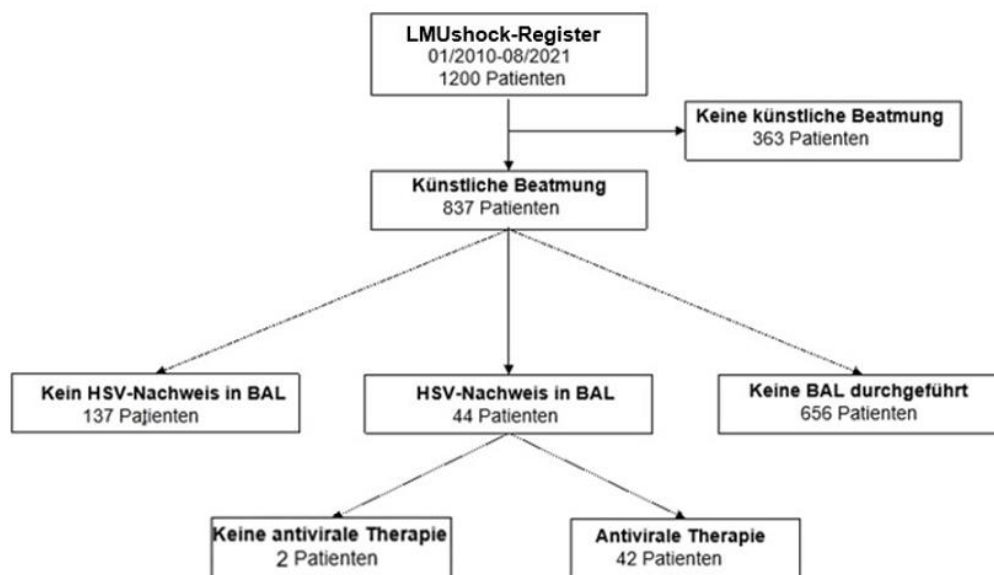 LMUshock-Register
01/2010-08/2021
1200 Patienten
Keine künstliche Beatmung
363 Patienten
Künstliche Beatmung
837 Patienten
Kein HSV-Nachweis in BAL
137 Patienten
HSV-Nachweis in BAL
44 Patienten
Keine BAL durchgeführt
656 Patienten
Keine antivirale Therapie
2 Patienten
Antivirale Therapie
42 Patienten